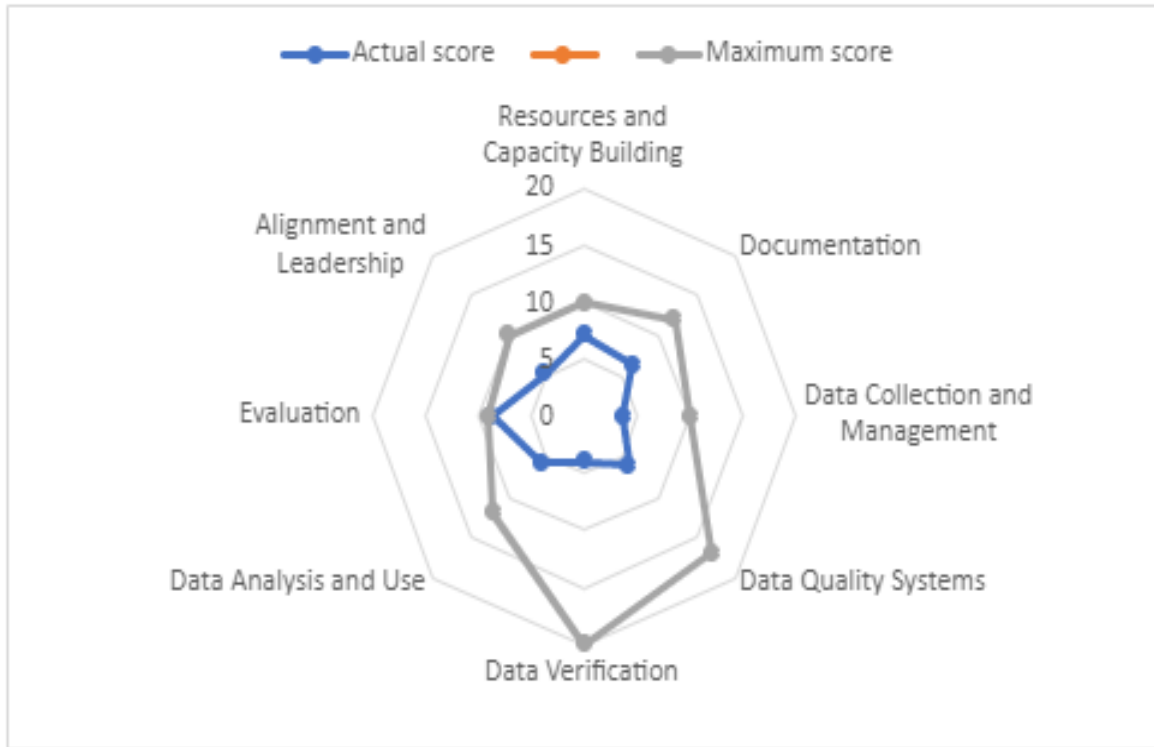 Actual score
Maximum score
Resources and
Capacity Building
20
Alignment and
Leadership
15
Documentation
10
5
Evaluation
0
Data Collection and
Management
Data Analysis and Use
Data Quality Systems
Data Verification